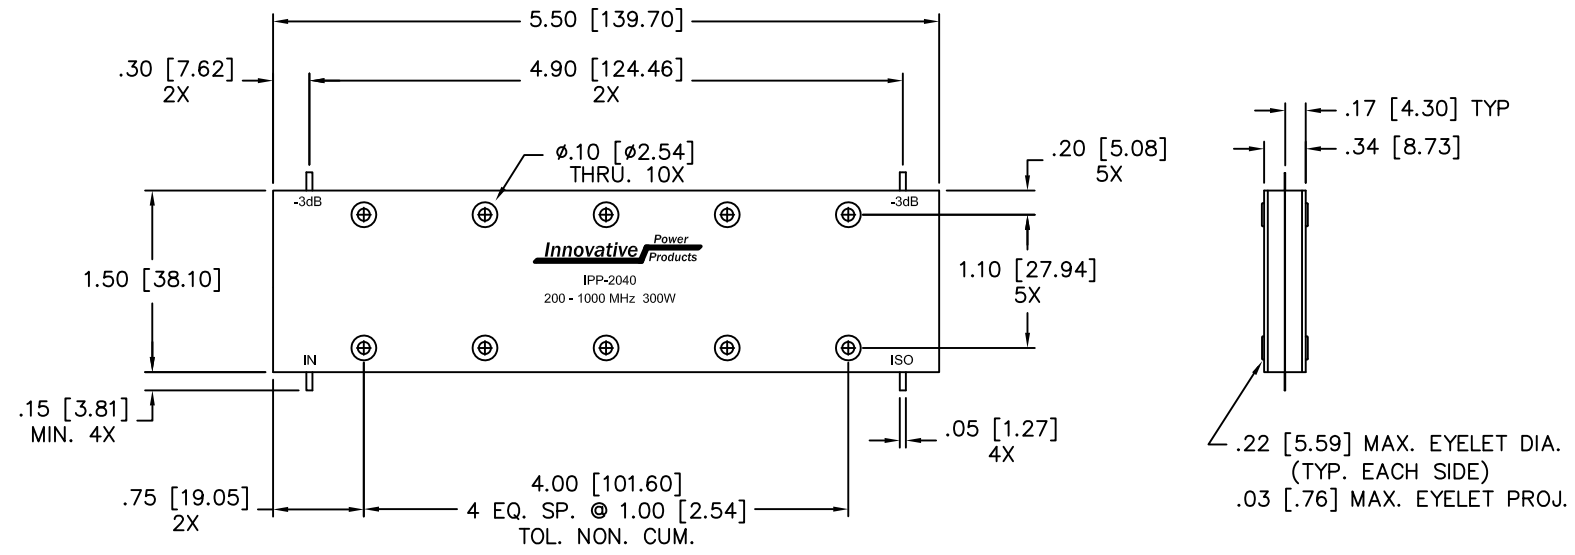 5.50 [139.70]
.30 [7.62]
2X
4.90 [124.46]
2X
.17 [4.30] TYP
.34 [8.73]
ø.10 [ø2.54]
THRU. 10X
.20 [5.08]
5X
-3dB
-3dB
Innovative Power Products
IPP-2040
200 - 1000 MHz 300W
1.50 [38.10]
1.10 [27.94]
5X
IN
ISO
.15 [3.81]
MIN. 4X
.05 [1.27]
4X
.22 [5.59] MAX. EYELET DIA.
(TYP. EACH SIDE)
.03 [.76] MAX. EYELET PROJ.
.75 [19.05]
2X
4.00 [101.60]
4 EQ. SP. @ 1.00 [2.54]
TOL. NON. CUM.